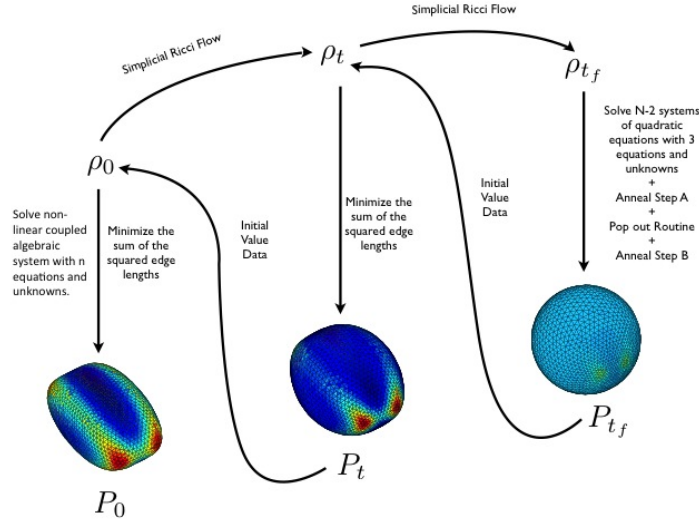 Simplicial Ricci Flow
Simplicial Ricci Flow
ρ_t
ρ_{t_f}
ρ_0
Solve N-2 systems
of quadratic
equations with 3
equations and
unknowns
+
Anneal Step A
+
Pop out Routine
+
Anneal Step B
Solve non-
linear coupled
algebraic
system with n
equations and
unknowns.
Minimize the
sum of the
squared edge
lengths
Initial
Value
Data
Minimize the
sum of the
squared edge
lengths
Initial
Value
Data
P_0
P_t
P_{t_f}